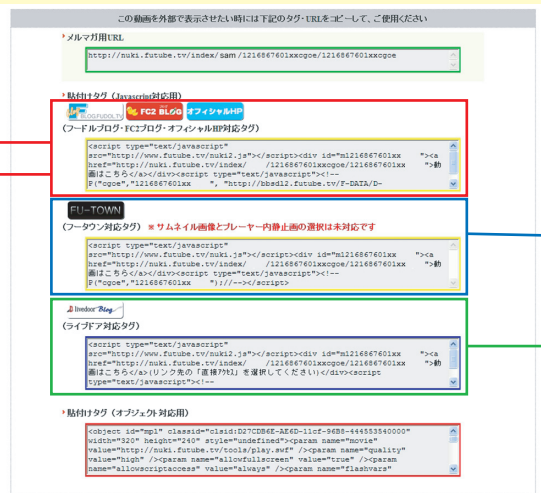 この動画を外部で表示させたい時には下記のタグ・URLをコピーして、ご使用ください
メルマガ用URL
http://nuki.futube.tv/index/sam/1216867601xxcgoe/1216867601xxcgoe
貼付けタグ (Javascript対応用)
BLOG.FUDOL.TV FC2 BLOG オフィシャルHP
(フードルブログ・FC2ブログ・オフィシャルHP対応タグ)
<script type="text/javascript"
src="http://www.futube.tv/nuki2.js"></script><div id="m1216867601xx "><a
href="http://nuki.futube.tv/index/ /1216867601xxcgoe/1216867601xxcgoe ">動
画はこちら</a></div><script type="text/javascript"><!--
P("cgoe","1216867601xx ", "http://bbsdl2.futube.tv/F-DATA/D-
FU-TOWN
(フータウン対応タグ) ※サムネイル画像とプレーヤー内静止画の選択は未対応です
<script type="text/javascript"
src="http://www.futube.tv/nuki.js"></script><div id="m1216867601xx "><a
href="http://nuki.futube.tv/index/ /1216867601xxcgoe/1216867601xx ">動
画はこちら</a></div><script type="text/javascript"><!--
P("cgoe","1216867601xx ");//--></script>
livedoor Blog
(ライブドア対応タグ)
<script type="text/javascript"
src="http://www.futube.tv/nuki2.js"></script><div id="m1216867601xx "><a
href="http://nuki.futube.tv/index/ /1216867601xxcgoe/1216867601xx ">動
画はこちら</a>(リンク先の「直接ｱｸｾｽ」を選択してください)</div><script
type="text/javascript"><!--
貼付けタグ (オブジェクト対応用)
<object id="mpl" classid="clsid:D27CDB6E-AE6D-11cf-96B8-444553540000"
width="320" height="240" style="undefined"><param name="movie"
value="http://nuki.futube.tv/tools/play.swf" /><param name="quality"
value="high" /><param name="allowfullscreen" value="true" /><param
name="allowscriptaccess" value="always" /><param name="flashvars"